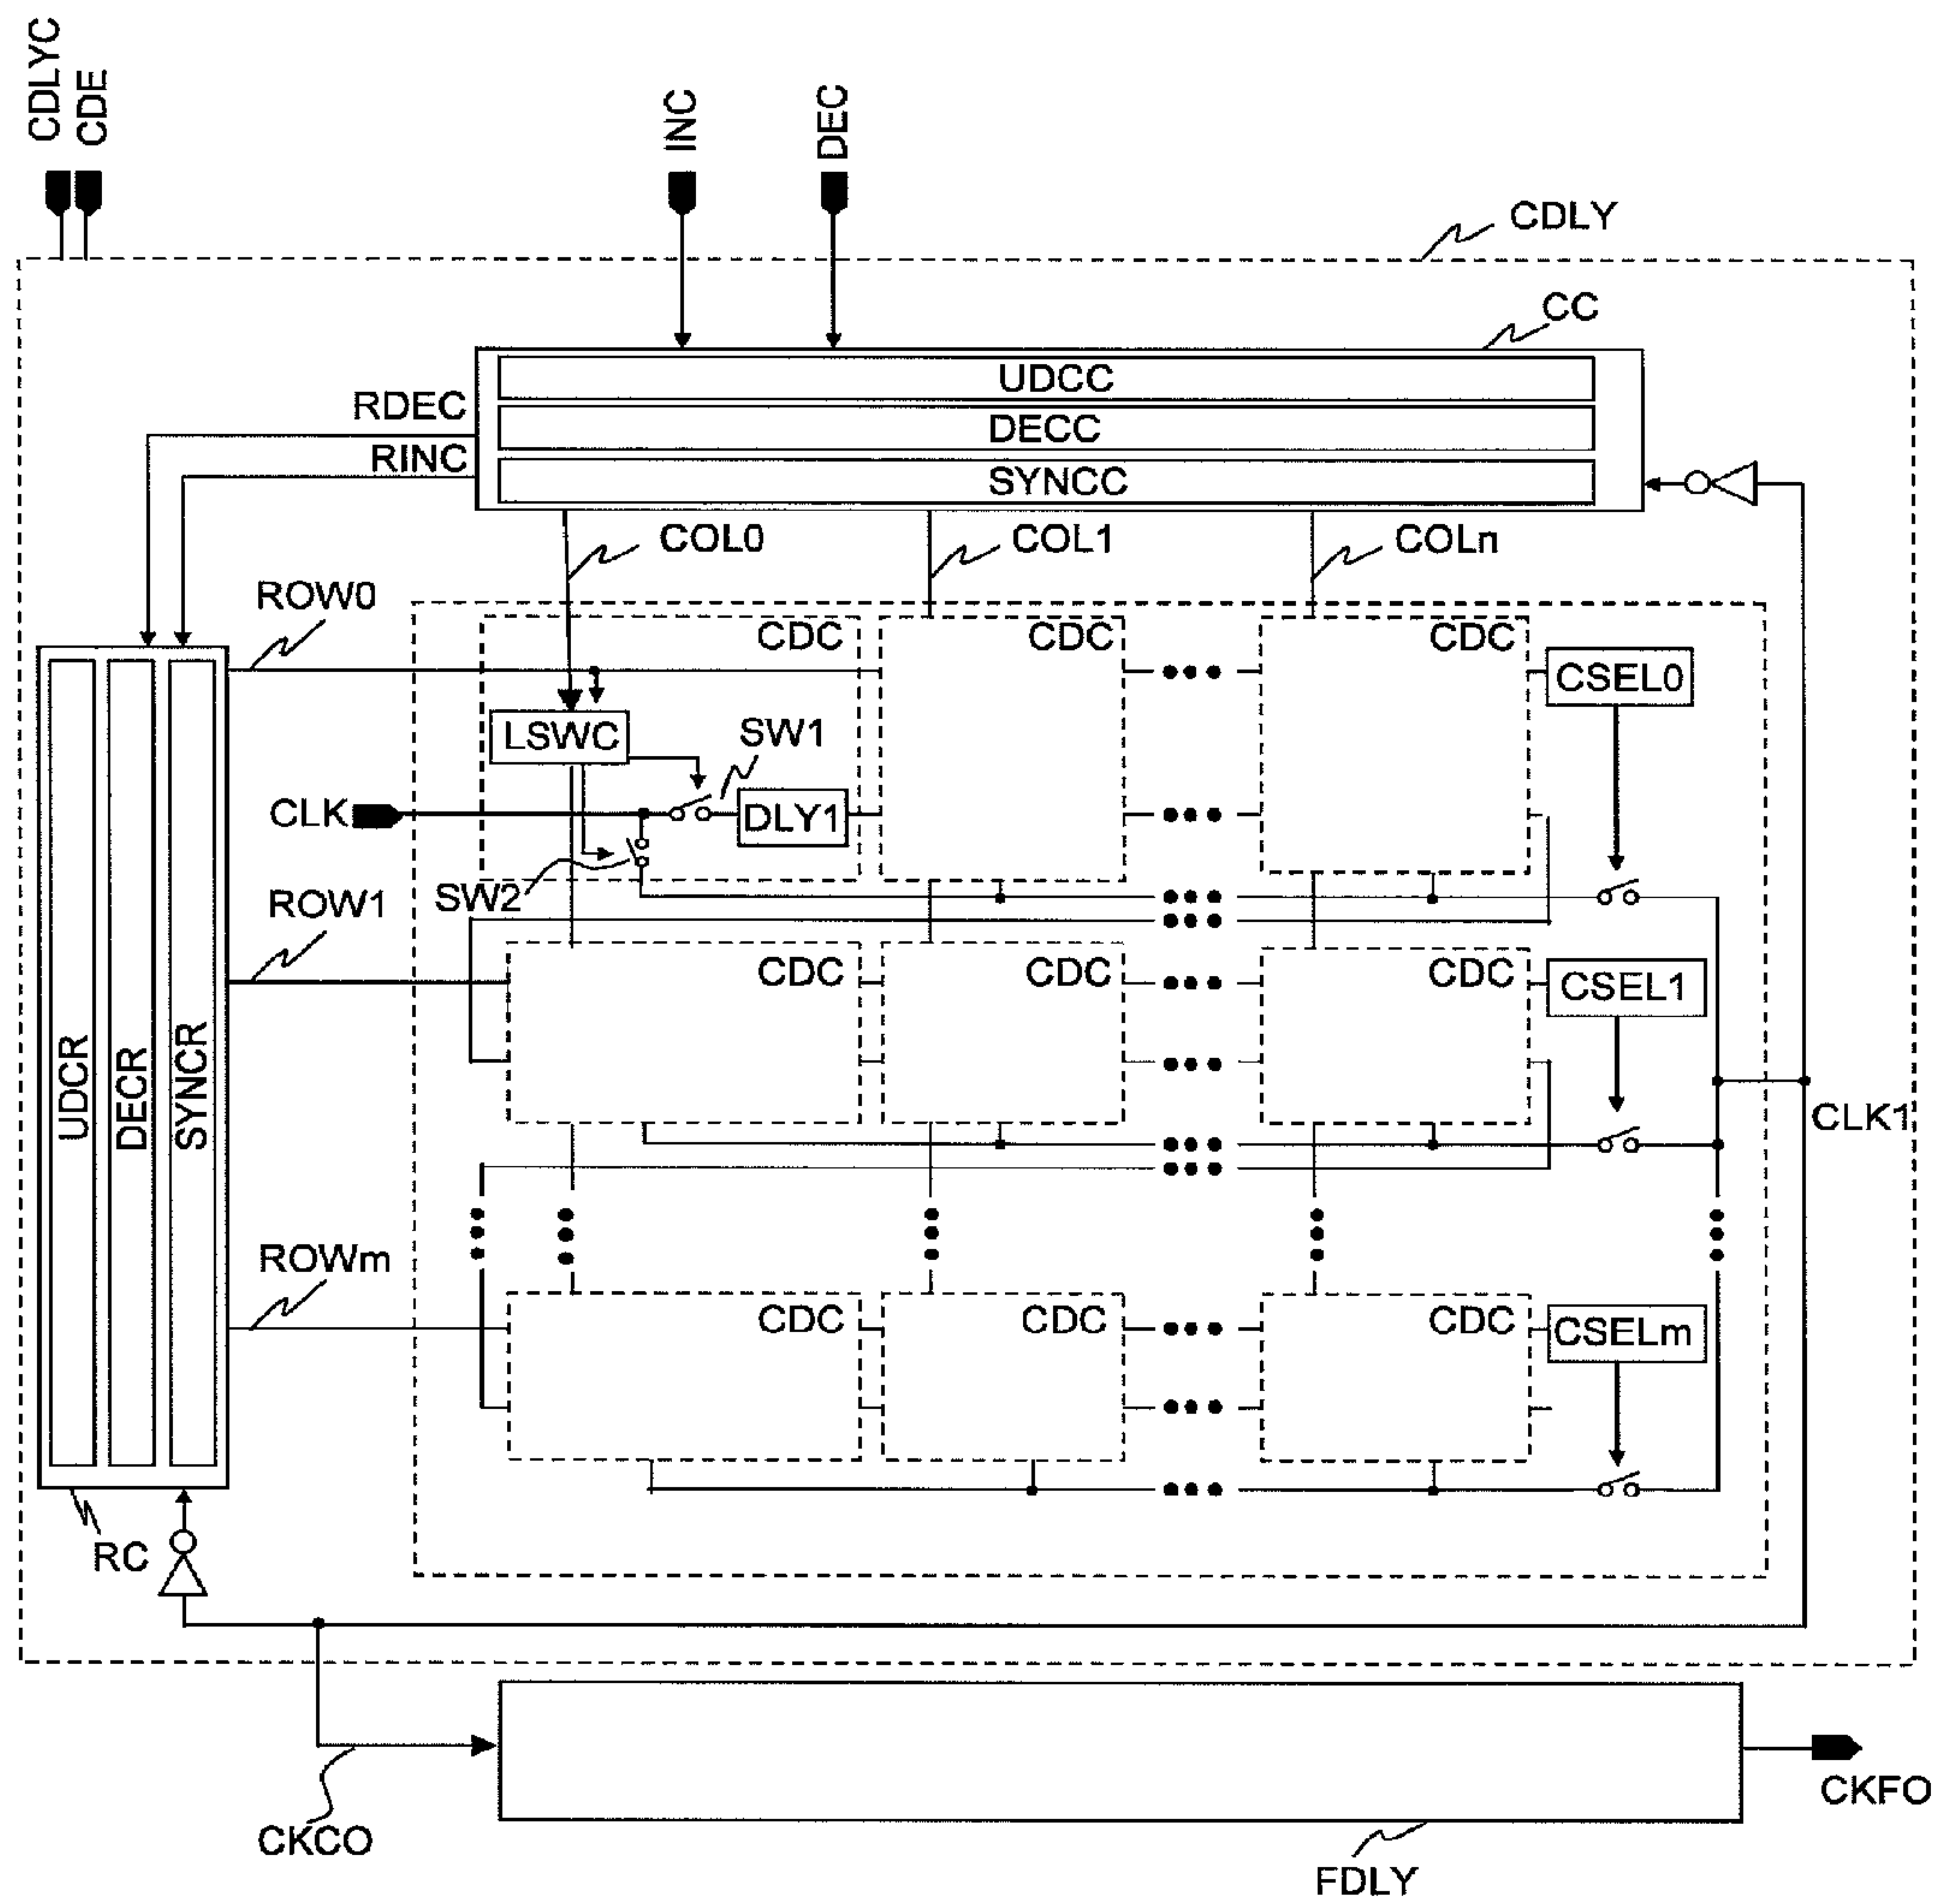 CDLYC
CDE
INC
DEC
CDLY
CC
UDCC
RDEC
DECC
RINC
SYNCC
COL0
COL1
COLn
ROW0
CDC
CDC
CDC
CSEL0
LSWC
SW1
CLK
DLY1
SW2
ROW1
CDC
CDC
CDC
CSEL1
UDCR
DECR
SYNCR
CLK1
ROWm
CDC
CDC
CDC
CSELm
RC
CKCO
CKFO
FDLY